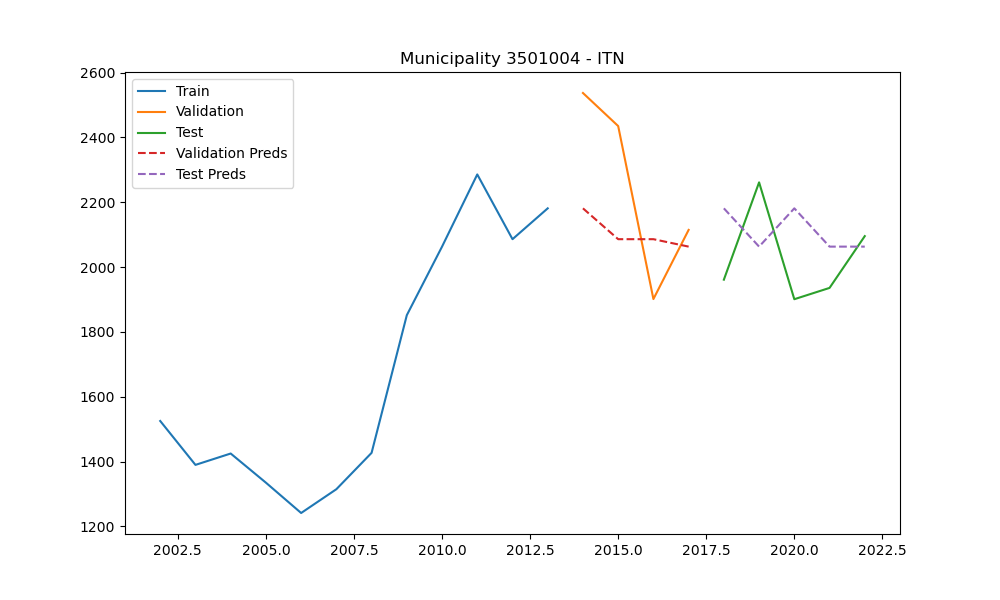 Municipality 3501004 - ITN
Train
Validation
Test
Validation Preds
Test Preds
2600
2400
2200
2000
1800
1600
1400
1200
2002.5 2005.0 2007.5 2010.0 2012.5 2015.0 2017.5 2020.0 2022.5